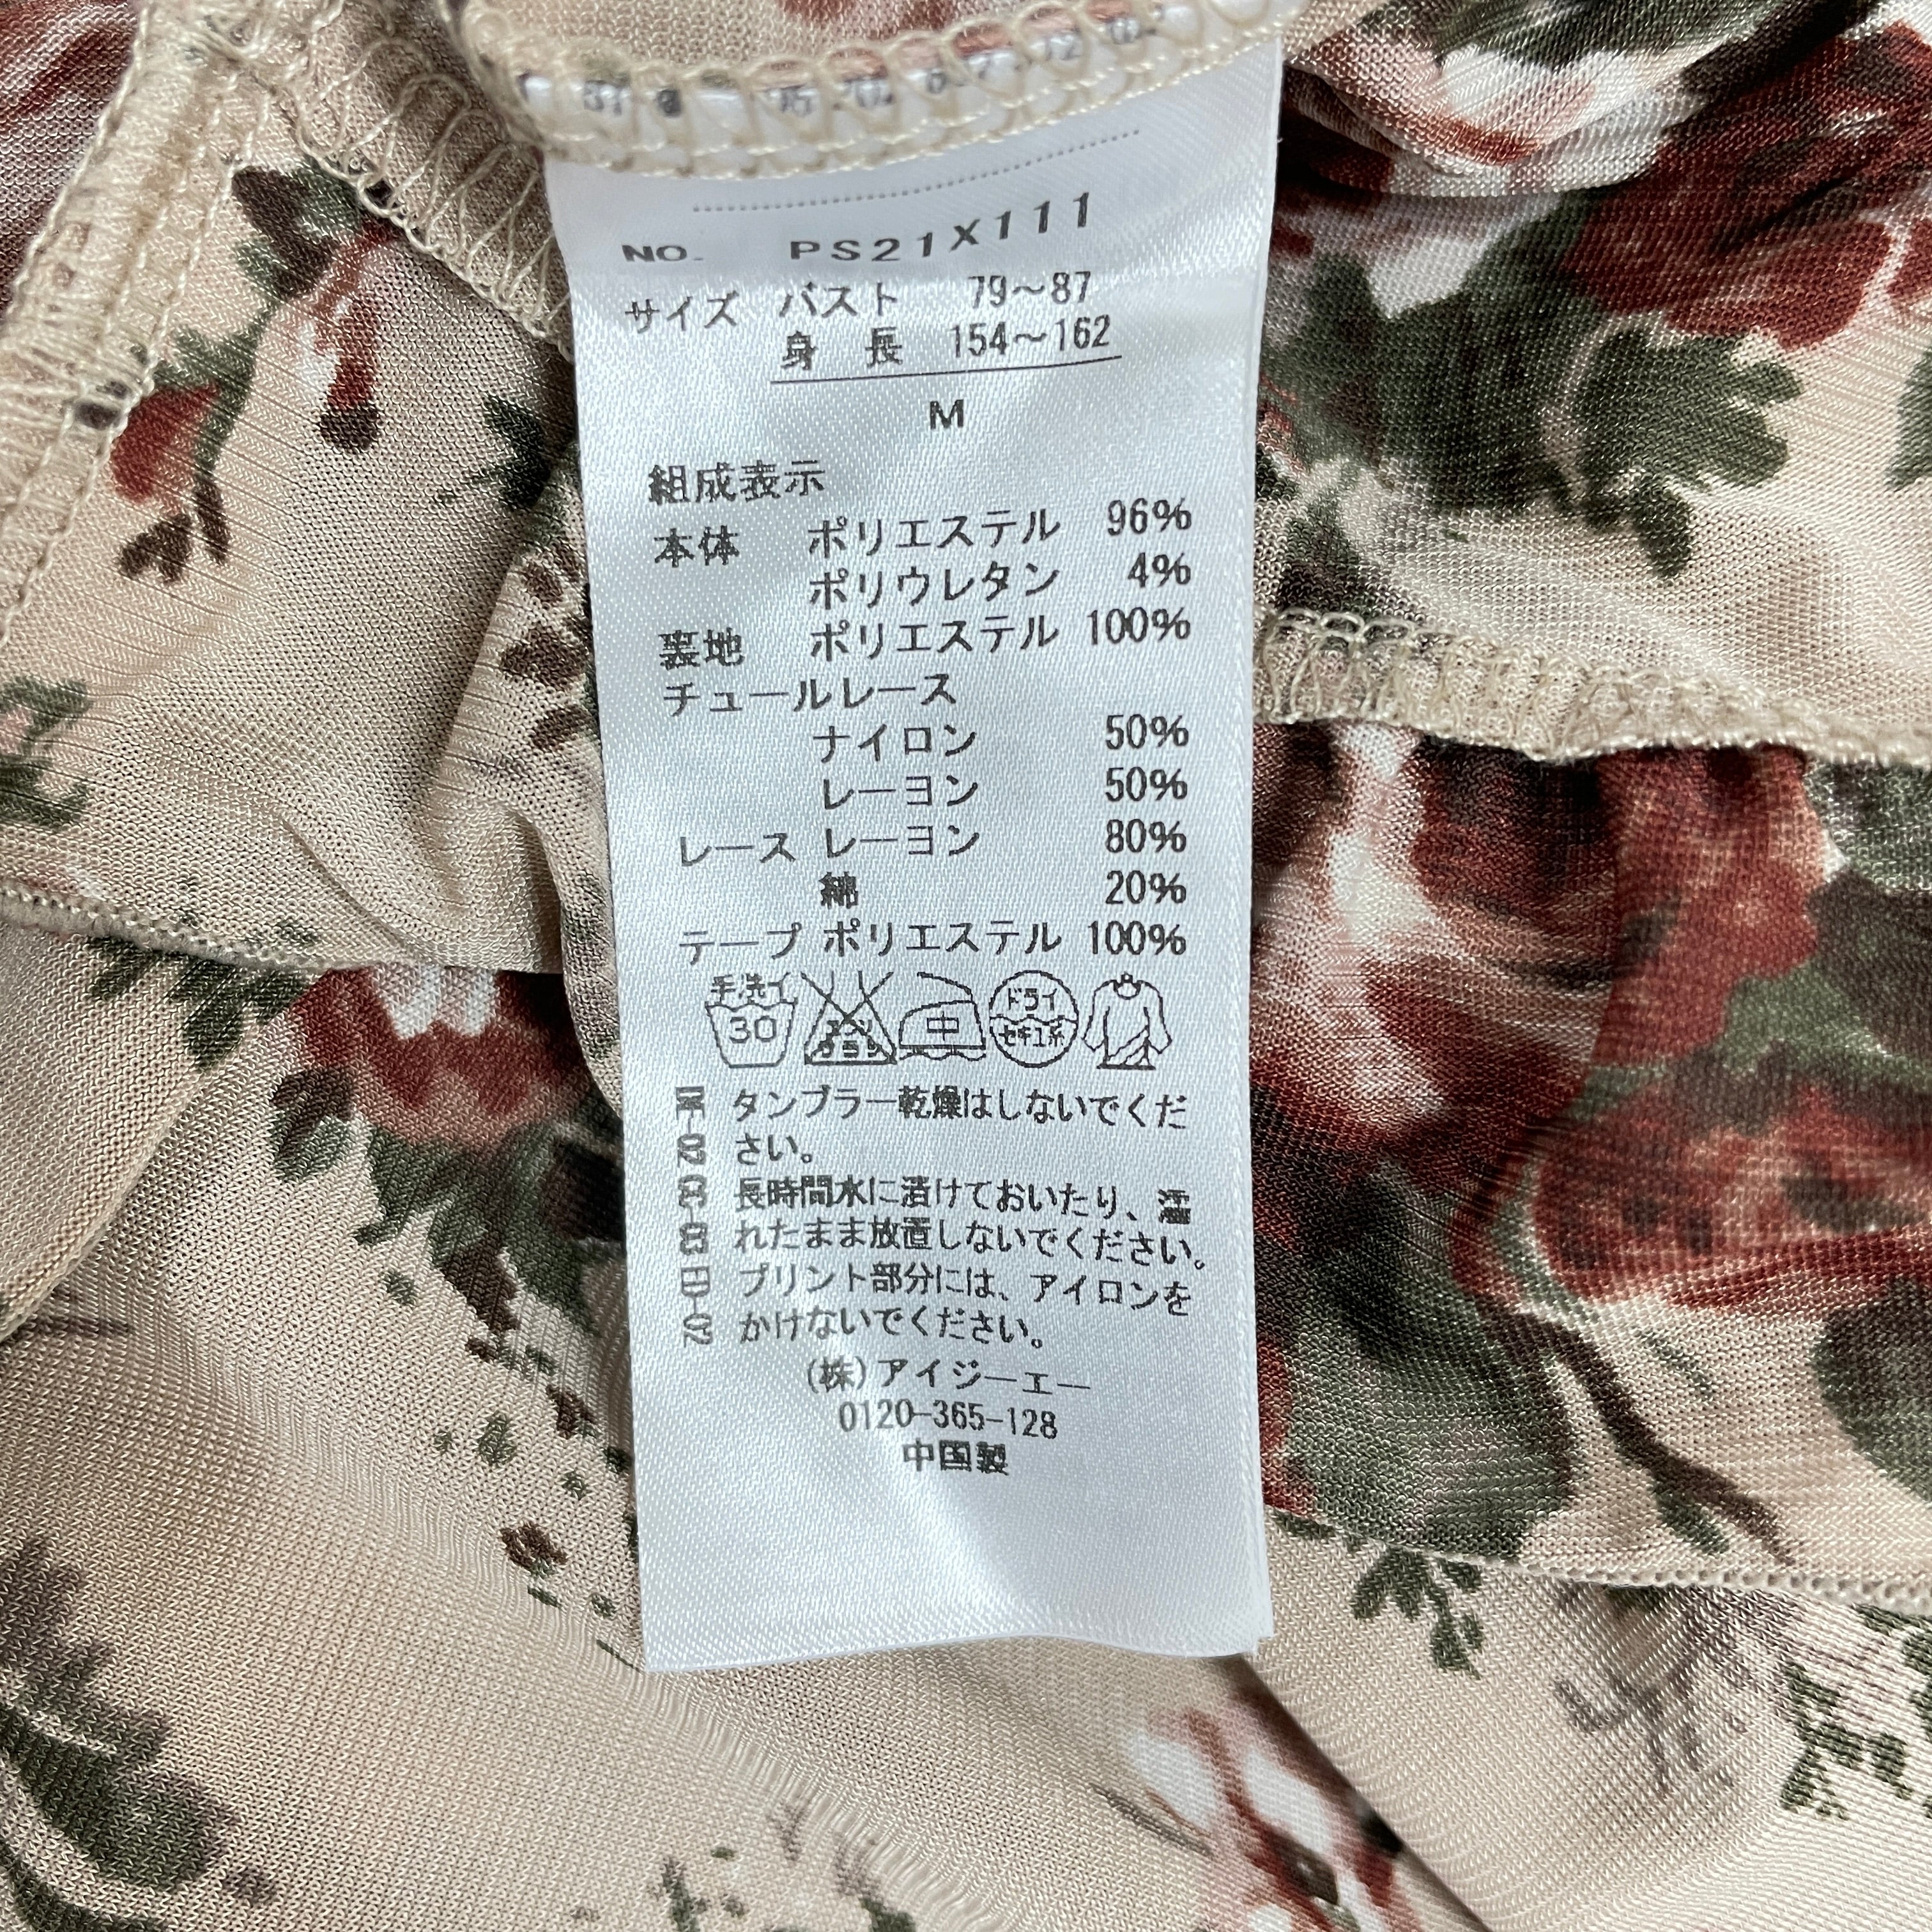 NO. PS21X111
サイズ バスト 79〜87
身長 154〜162
M
組成表示
本体 ポリエステル 96%
ポリウレタン 4%
裏地 ポリエステル 100%
チュールレース
ナイロン 50%
レーヨン 50%
レース レーヨン 80%
綿 20%
テープ ポリエステル 100%
手洗イ 30 中 ドライ セキユ系
タンブラー乾燥はしないでくだ
さい。
長時間水に漬けておいたり、濡
れたまま放置しないでください。
プリント部分には、アイロンを
かけないでください。
(株)アイジーエー
0120-365-128
中国製